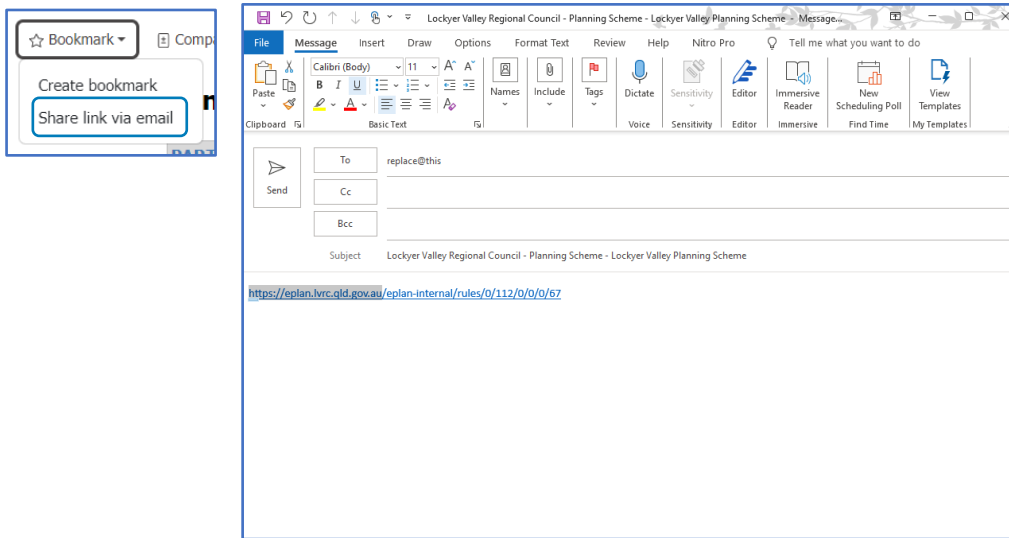 Bookmark
Compa
Create bookmark
Share link via email
PART
Lockyer Valley Regional Council - Planning Scheme - Lockyer Valley Planning Scheme - Message...
File Message Insert Draw Options Format Text Review Help Nitro Pro Tell me what you want to do
Calibri (Body) 11 A A
Paste B I U A Names Include Tags Dictate Sensitivity Editor Immersive Reader New Scheduling Poll View Templates
Clipboard Basic Text Voice Sensitivity Editor Immersive Find Time My Templates
To replace@this
Send Cc
Bcc
Subject Lockyer Valley Regional Council - Planning Scheme - Lockyer Valley Planning Scheme
https://eplan.lvrc.qld.gov.au/eplan-internal/rules/0/112/0/0/0/67